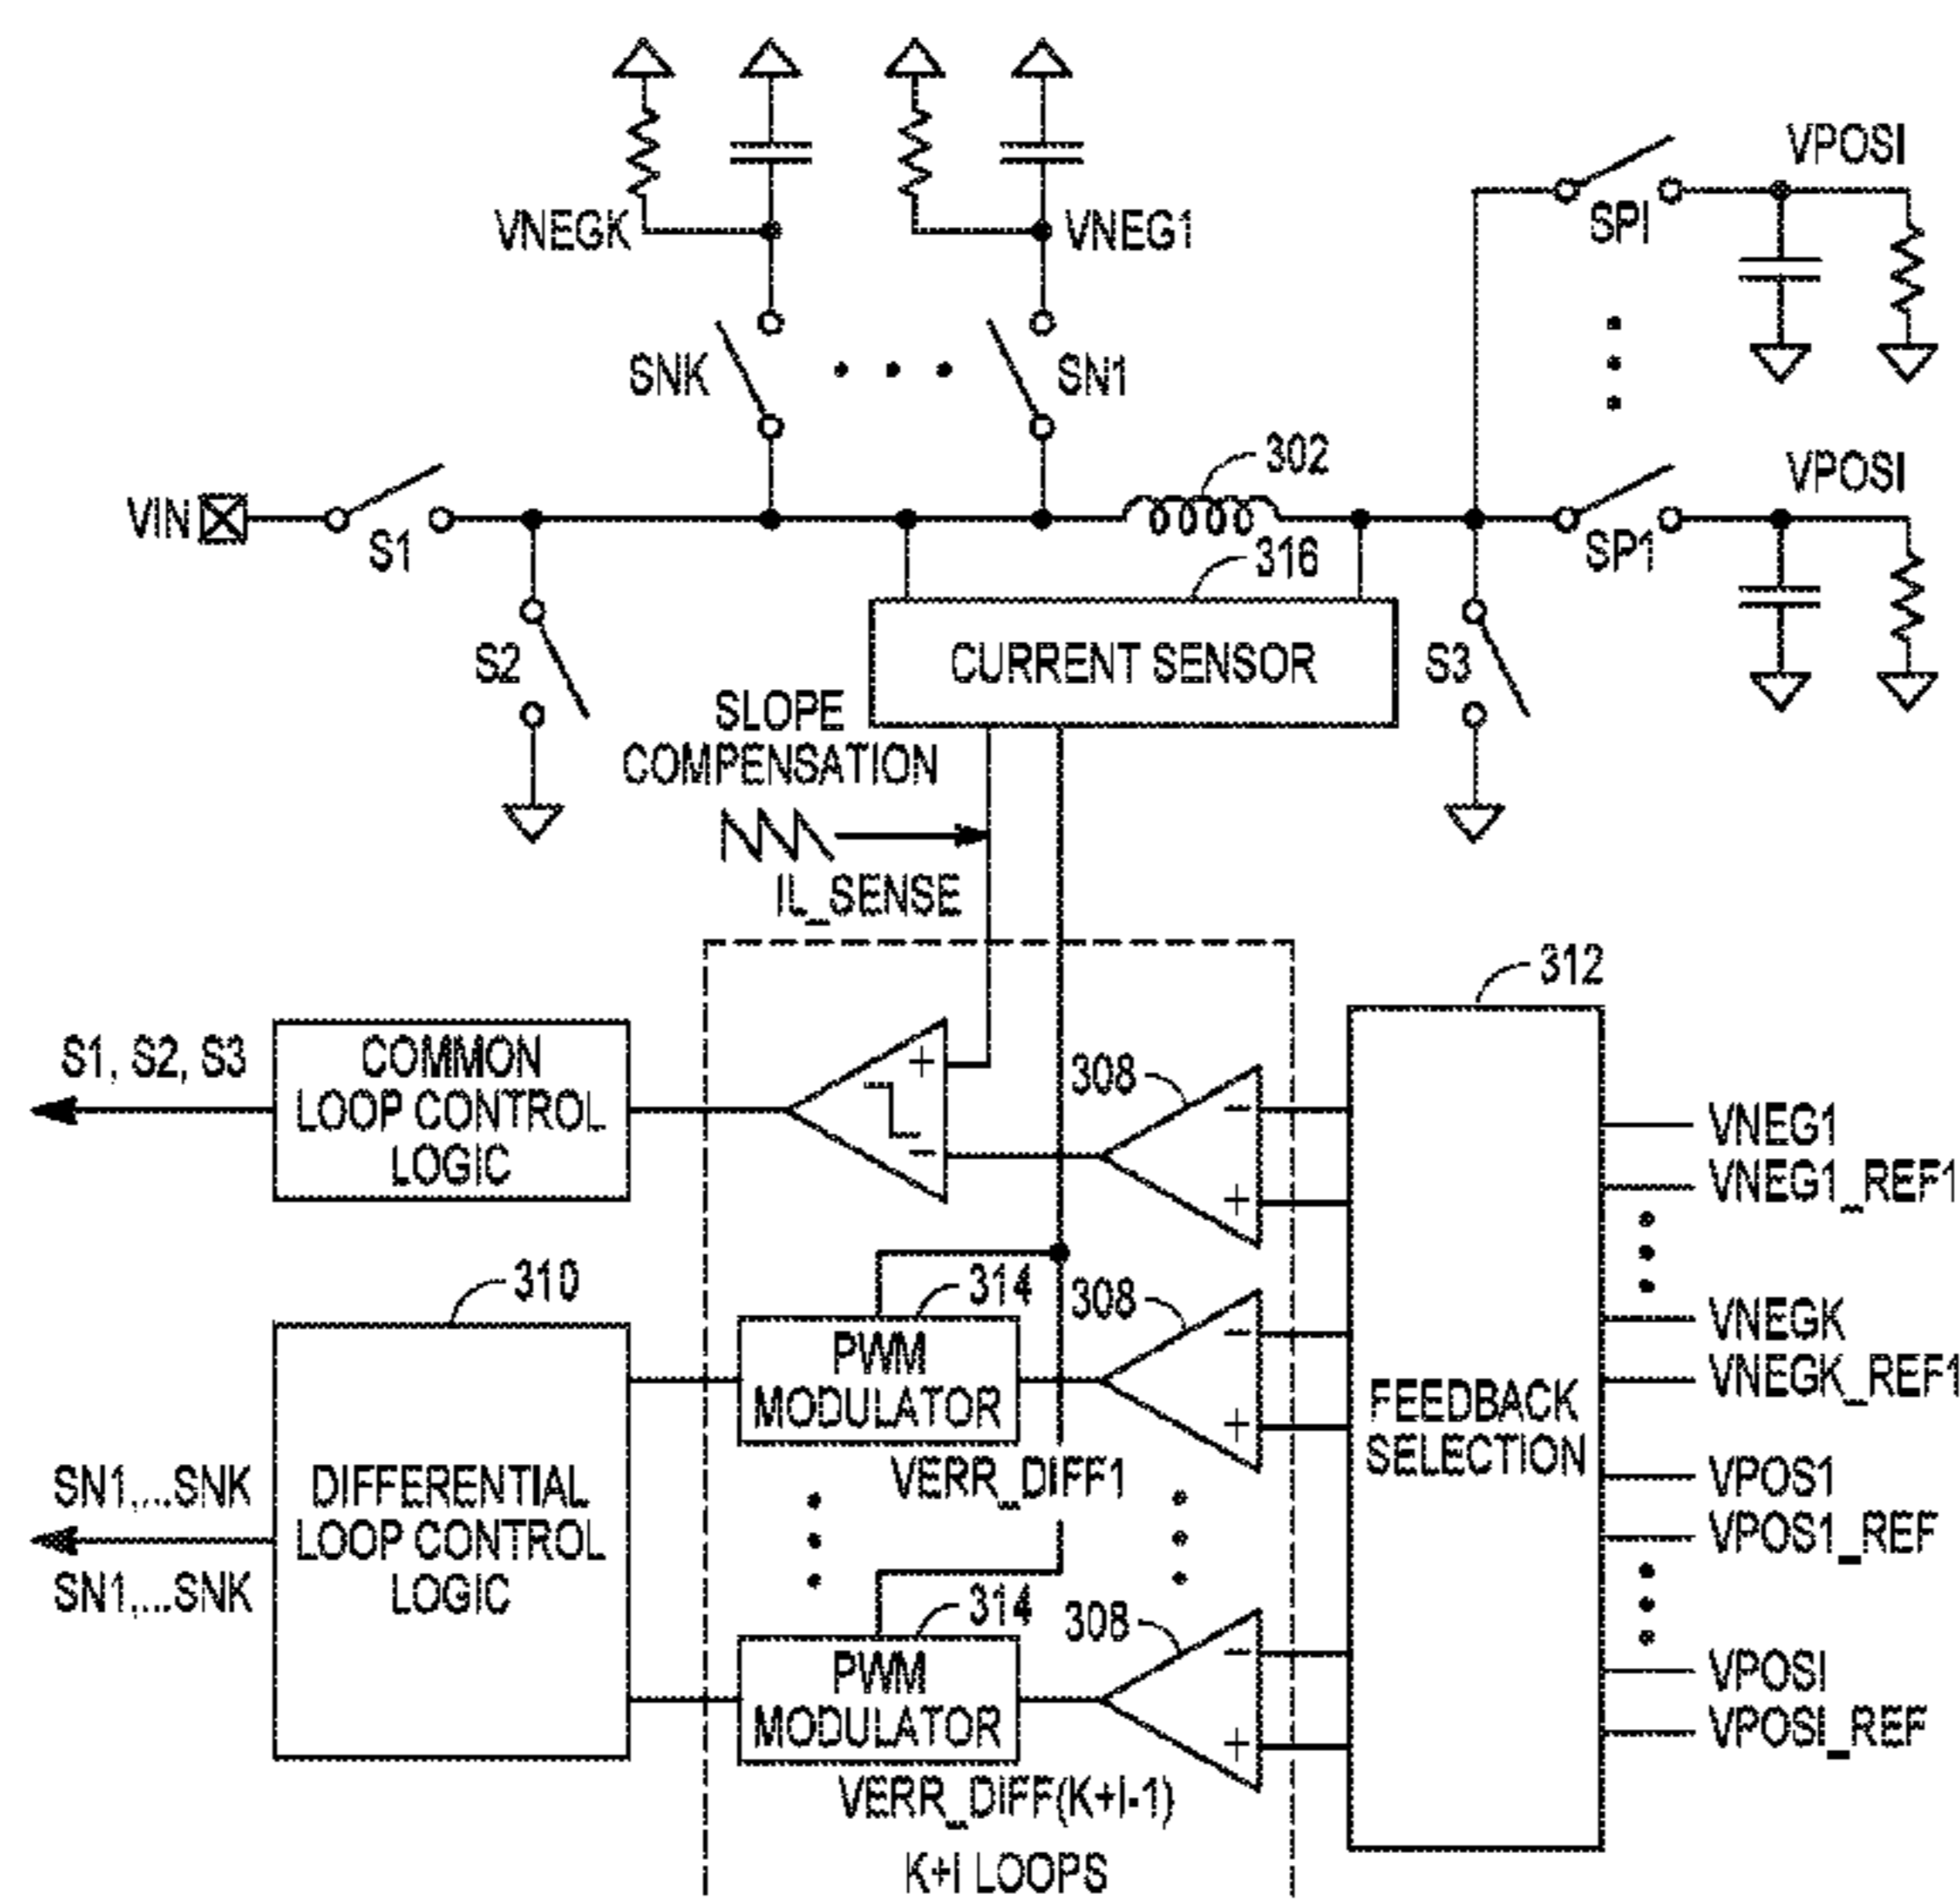 VPOSI
VNEGK
VNEG1
SPI
SNK
SN1
302
VPOSI
VIN
S1
SP1
316
S2
CURRENT SENSOR
S3
SLOPE
COMPENSATION
IL_SENSE
312
COMMON
LOOP CONTROL
LOGIC
S1, S2, S3
+
−
308
−
+
VNEG1
VNEG1_REF1
310
314
308
PWM
MODULATOR
−
+
VERR_DIFF1
FEEDBACK
SELECTION
VNEGK
VNEGK_REF1
VPOS1
VPOS1_REF
SN1,...SNK
SN1,...SNK
DIFFERENTIAL
LOOP CONTROL
LOGIC
314
308
PWM
MODULATOR
−
+
VPOSI
VPOSI_REF
VERR_DIFF(K+I-1)
K+I LOOPS